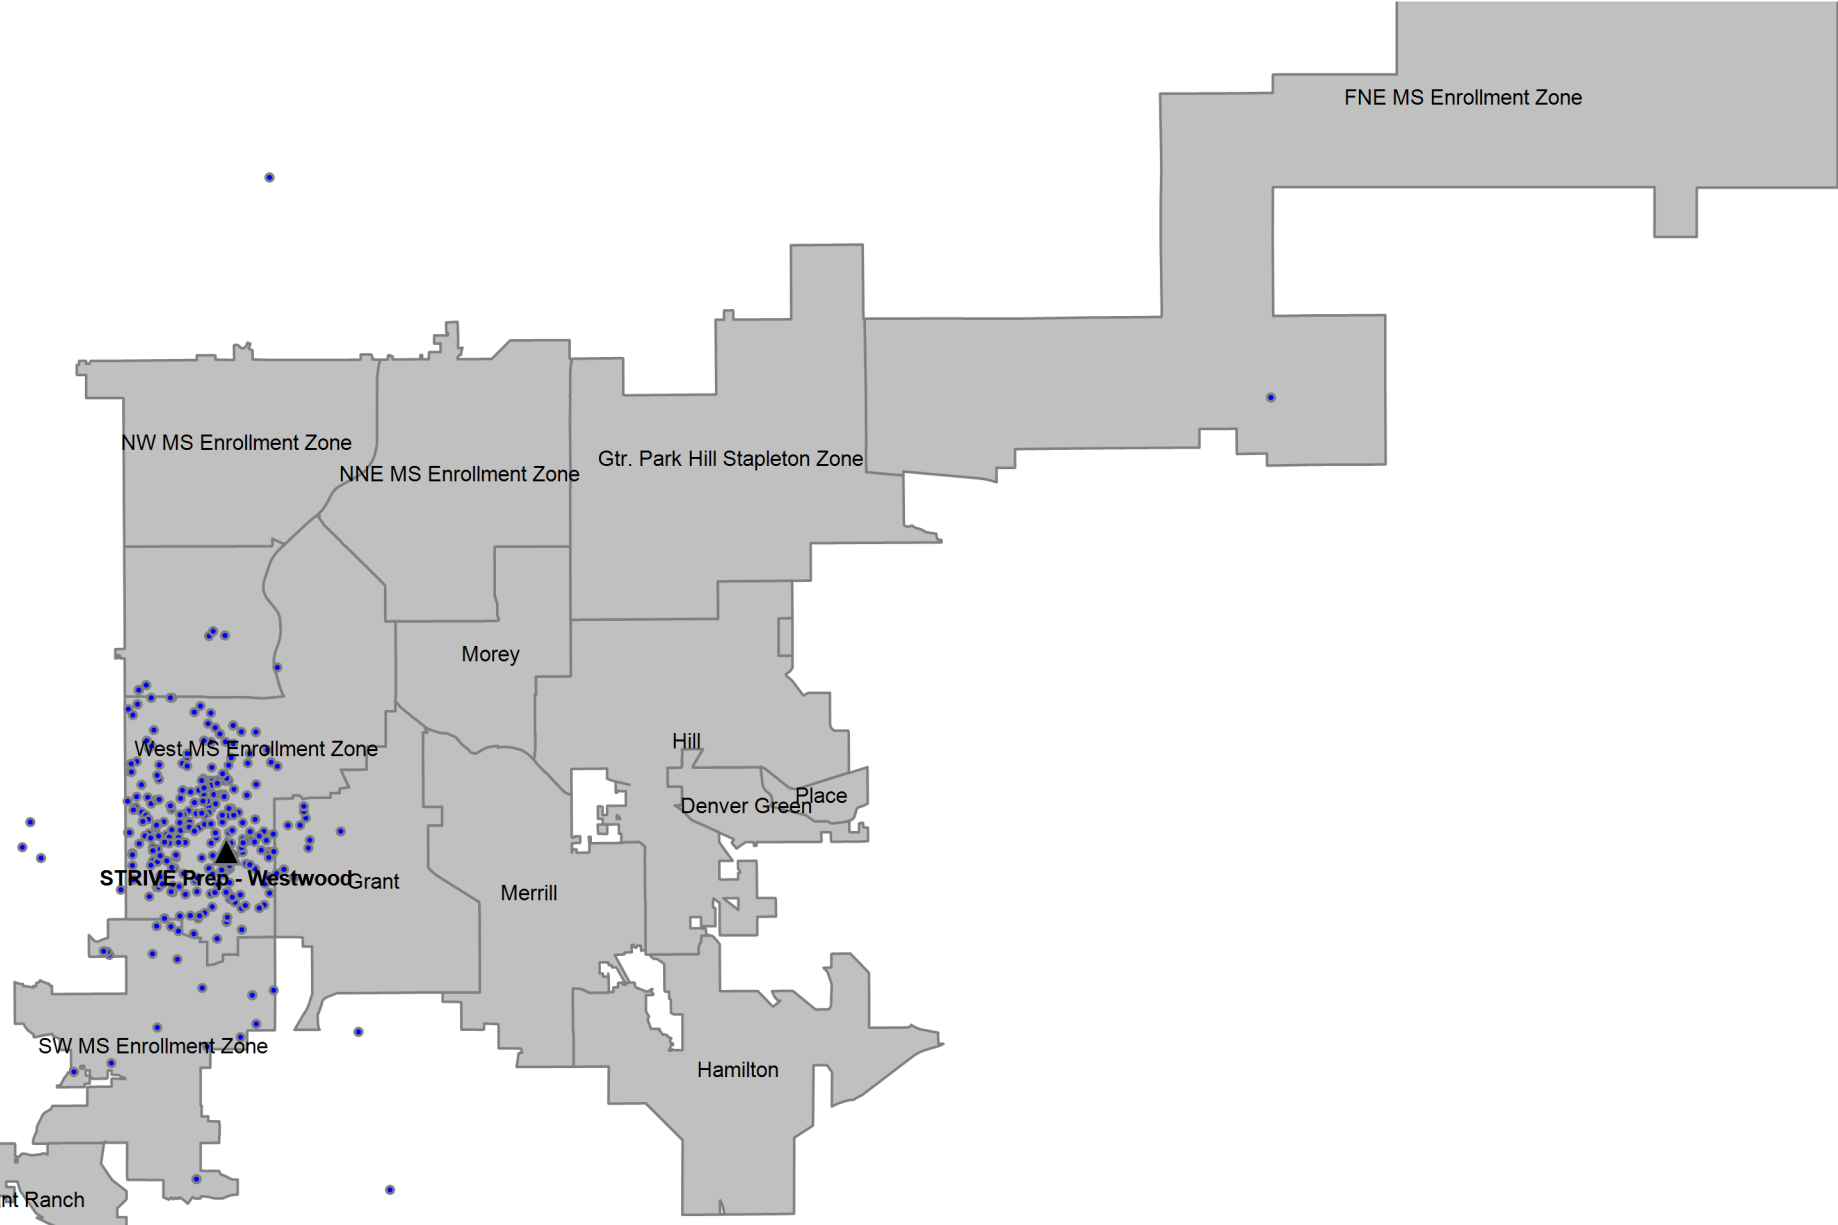 FNE MS Enrollment Zone
NW MS Enrollment Zone
NNE MS Enrollment Zone
Gtr. Park Hill Stapleton Zone
Morey
Hill
West MS Enrollment Zone
Place
Denver Green
STRIVE Prep - Westwood
Grant
Merrill
SW MS Enrollment Zone
Hamilton
nt Ranch